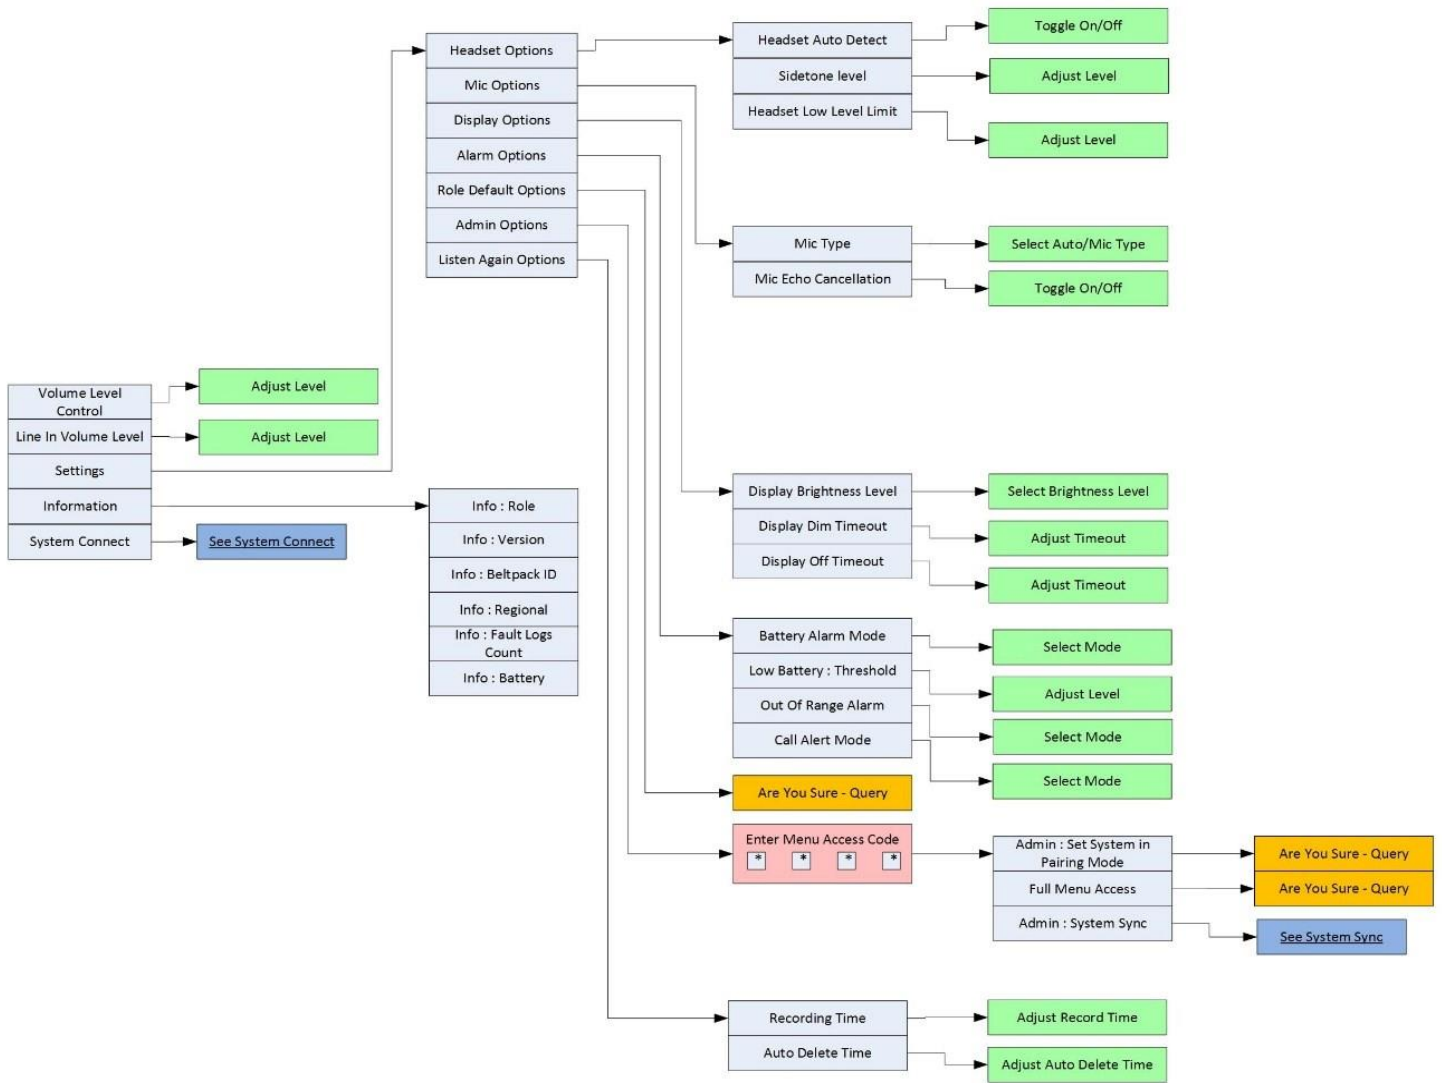 Volume Level
Control
Line In Volume Level
Settings
Information
System Connect
Adjust Level
Adjust Level
See System Connect
Headset Options
Mic Options
Display Options
Alarm Options
Role Default Options
Admin Options
Listen Again Options
Info : Role
Info : Version
Info : Beltpack ID
Info : Regional
Info : Fault Logs
Count
Info : Battery
Headset Auto Detect
Sidetone level
Headset Low Level Limit
Toggle On/Off
Adjust Level
Adjust Level
Mic Type
Mic Echo Cancellation
Select Auto/Mic Type
Toggle On/Off
Display Brightness Level
Display Dim Timeout
Display Off Timeout
Select Brightness Level
Adjust Timeout
Adjust Timeout
Battery Alarm Mode
Low Battery : Threshold
Out Of Range Alarm
Call Alert Mode
Select Mode
Adjust Level
Select Mode
Select Mode
Are You Sure - Query
Enter Menu Access Code
* * * *
Admin : Set System in
Pairing Mode
Full Menu Access
Admin : System Sync
Are You Sure - Query
Are You Sure - Query
See System Sync
Recording Time
Auto Delete Time
Adjust Record Time
Adjust Auto Delete Time